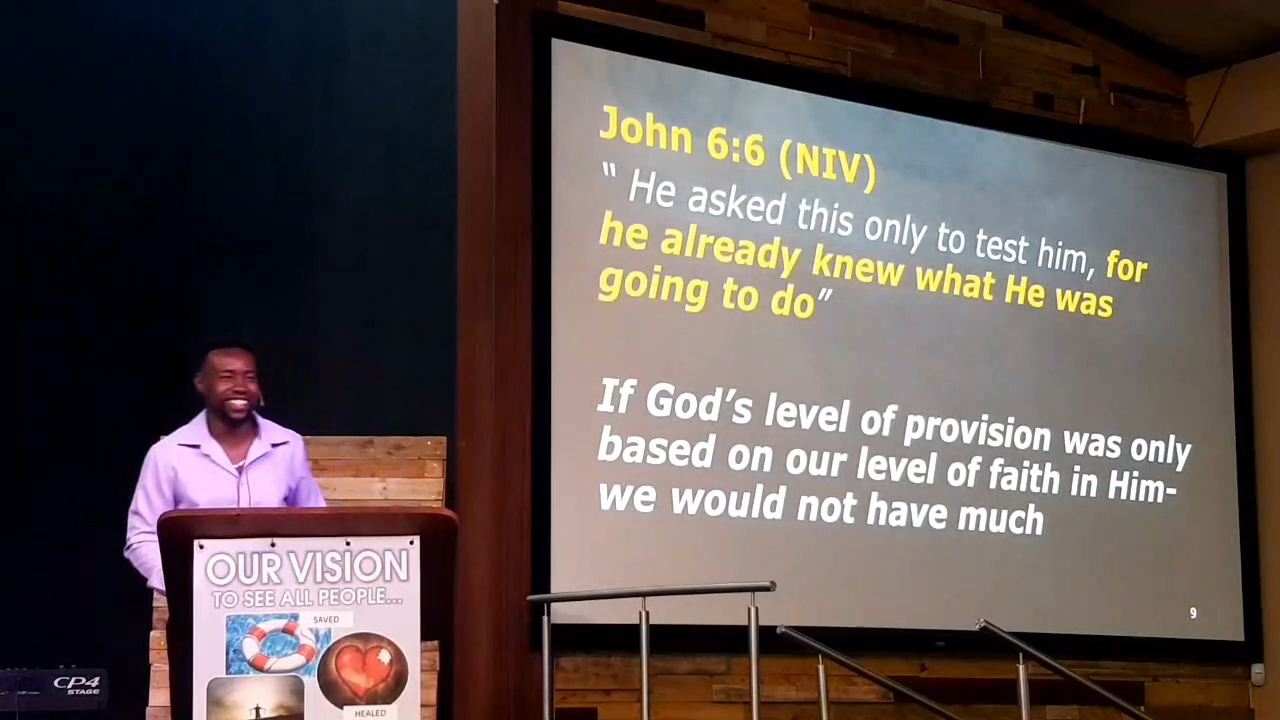 John 6:6 (NIV)
“ He asked this only to test him, for
he already knew what He was
going to do”
If God’s level of provision was only
based on our level of faith in Him-
we would not have much
9
OUR VISION
TO SEE ALL PEOPLE...
SAVED
HEALED
CP4
STAGE